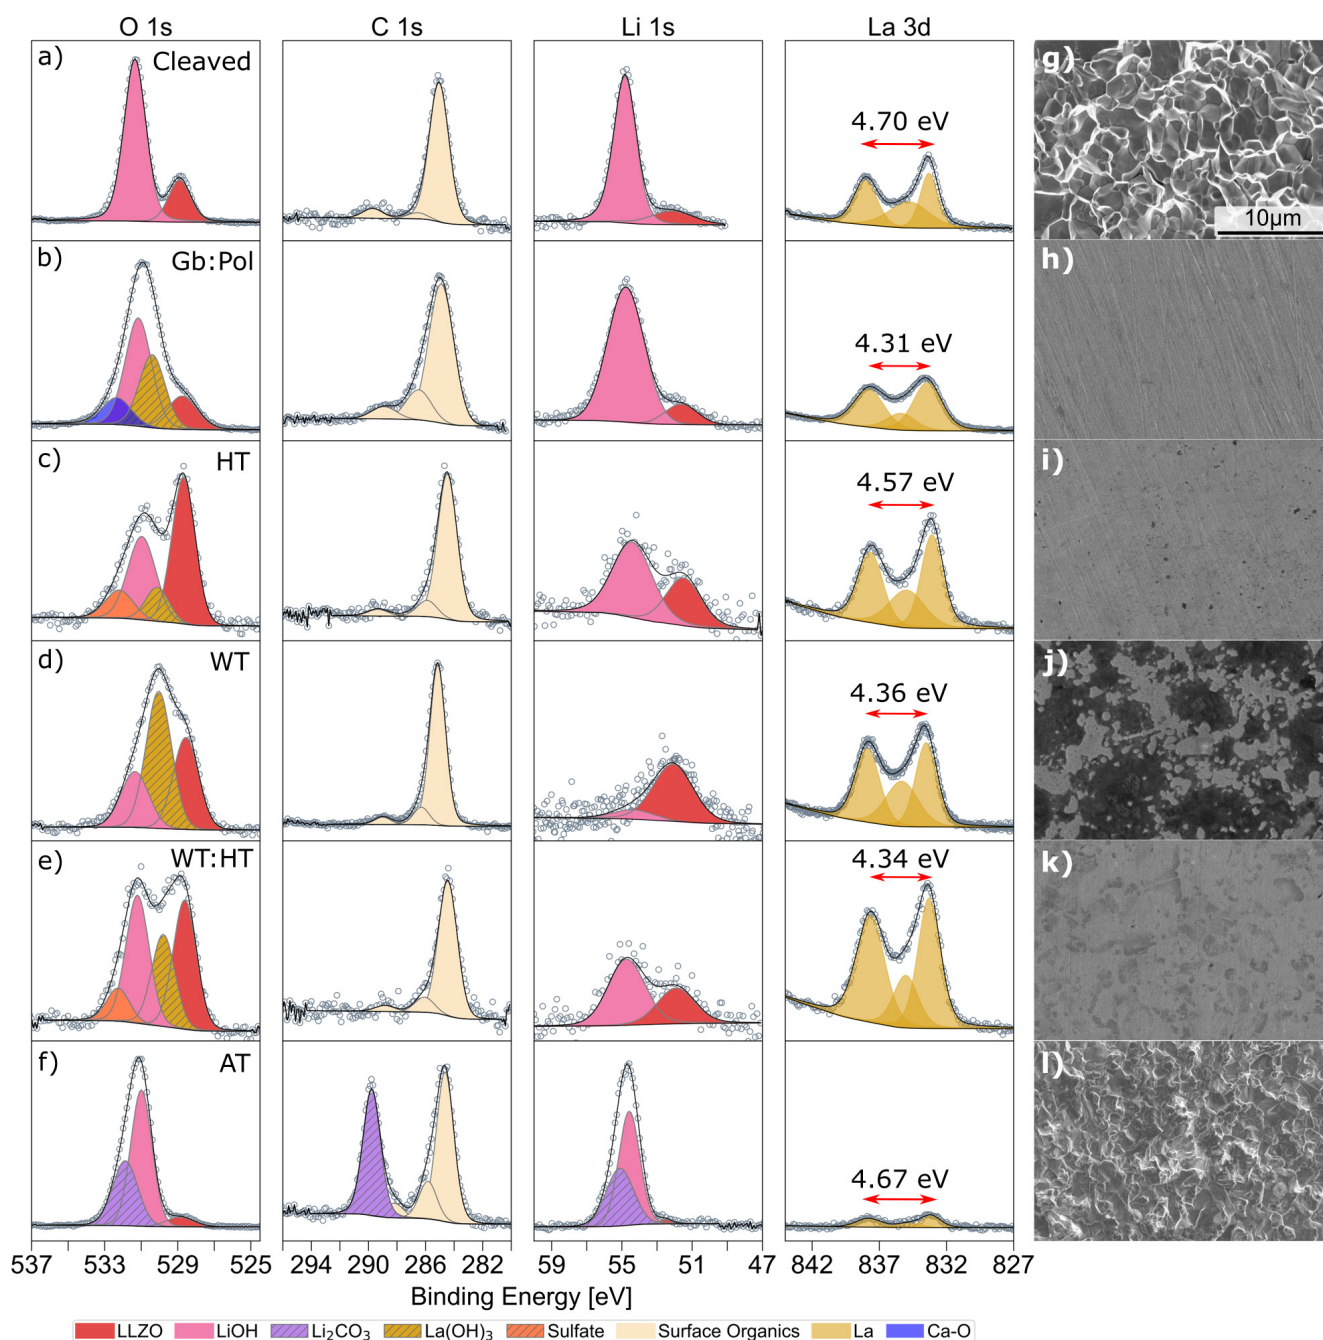 O 1s C 1s Li 1s La 3d
a) Cleaved 4.70 eV g)
10µm
b) Gb:Pol 4.31 eV h)
c) HT 4.57 eV i)
d) WT 4.36 eV j)
e) WT:HT 4.34 eV k)
f) AT 4.67 eV l)
537 533 529 525 294 290 286 282 59 55 51 47 842 837 832 827
Binding Energy [eV]
LLZO LiOH Li₂CO₃ La(OH)₃ Sulfate Surface Organics La Ca-O